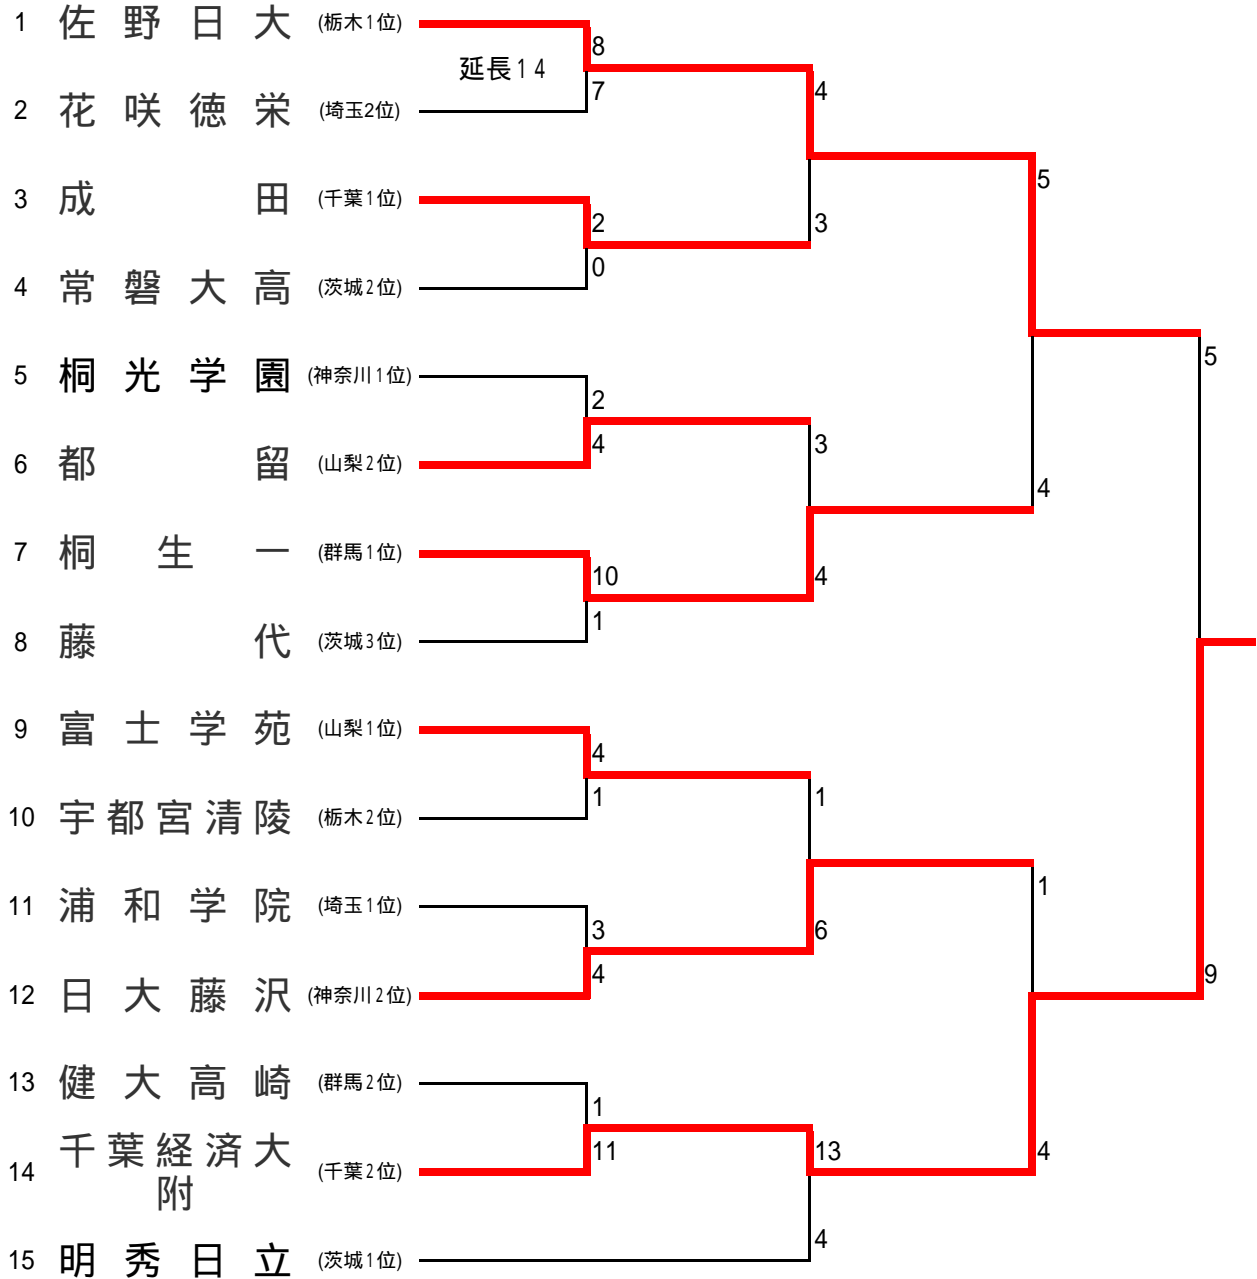 1 佐野日大 (栃木1位)
8
延長14
7
4
2 花咲徳栄 (埼玉2位)
5
3 成田 (千葉1位)
2
3
0
4 常磐大高 (茨城2位)
5
5 桐光学園 (神奈川1位)
2
4
3
6 都留 (山梨2位)
4
7 桐生一 (群馬1位)
10
4
1
8 藤代 (茨城3位)
9 富士学苑 (山梨1位)
4
1
1
10 宇都宮清陵 (栃木2位)
1
11 浦和学院 (埼玉1位)
3
6
4
9
12 日大藤沢 (神奈川2位)
13 健大高崎 (群馬2位)
1
11
13
4
14 千葉経済大附 (千葉2位)
4
15 明秀日立 (茨城1位)